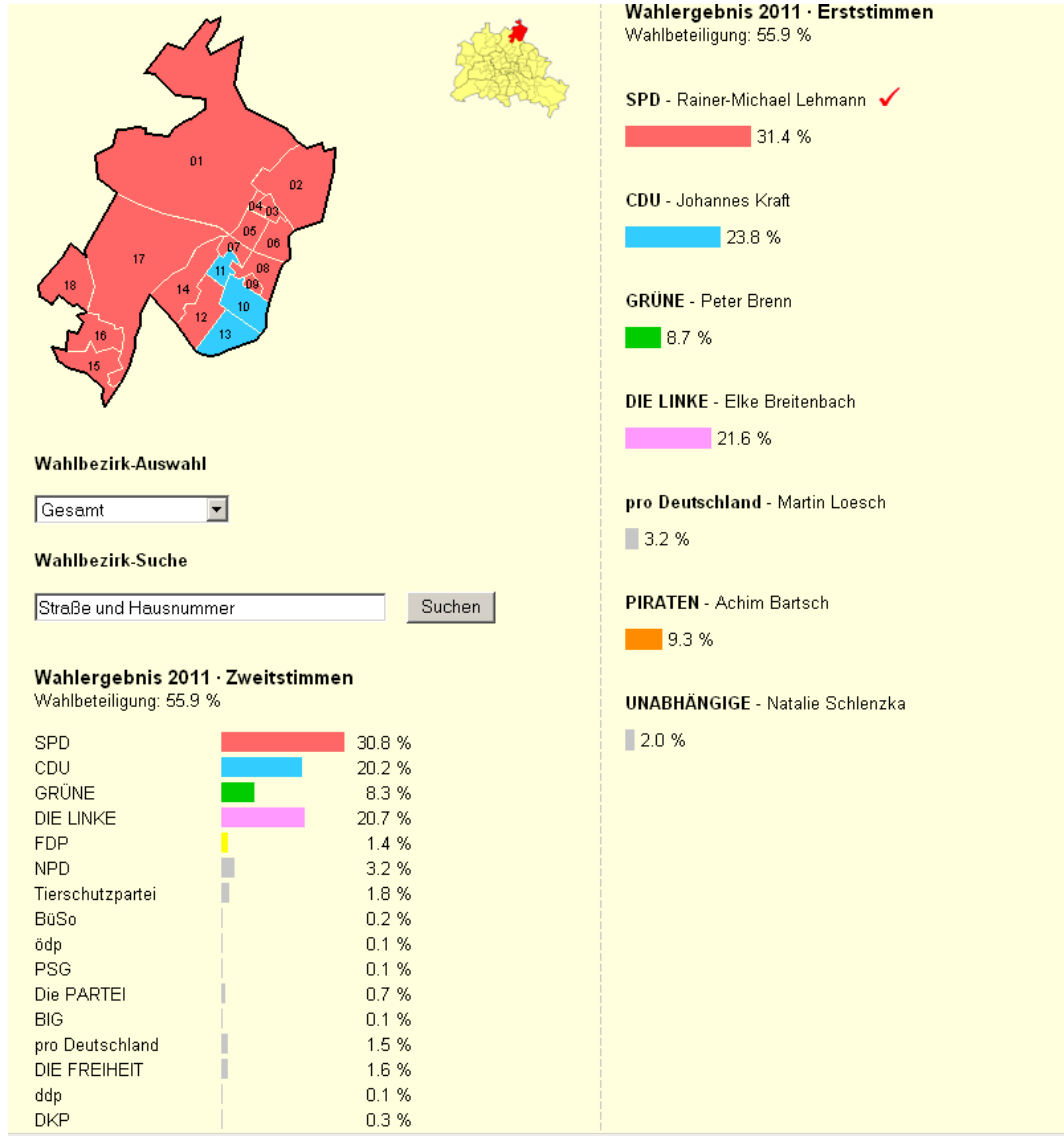 01
02
04
03
05
06
07
17
08
11
09
18
14
10
12
13
16
15
Wahlbezirk-Auswahl
Gesamt
Wahlbezirk-Suche
Straße und Hausnummer
Suchen
Wahlergebnis 2011 · Zweitstimmen
Wahlbeteiligung: 55.9 %
SPD 30.8 %
CDU 20.2 %
GRÜNE 8.3 %
DIE LINKE 20.7 %
FDP 1.4 %
NPD 3.2 %
Tierschutzpartei 1.8 %
BüSo 0.2 %
ödp 0.1 %
PSG 0.1 %
Die PARTEI 0.7 %
BIG 0.1 %
pro Deutschland 1.5 %
DIE FREIHEIT 1.6 %
ddp 0.1 %
DKP 0.3 %
Wahlergebnis 2011 · Erststimmen
Wahlbeteiligung: 55.9 %
SPD - Rainer-Michael Lehmann
31.4 %
CDU - Johannes Kraft
23.8 %
GRÜNE - Peter Brenn
8.7 %
DIE LINKE - Elke Breitenbach
21.6 %
pro Deutschland - Martin Loesch
3.2 %
PIRATEN - Achim Bartsch
9.3 %
UNABHÄNGIGE - Natalie Schlenzka
2.0 %